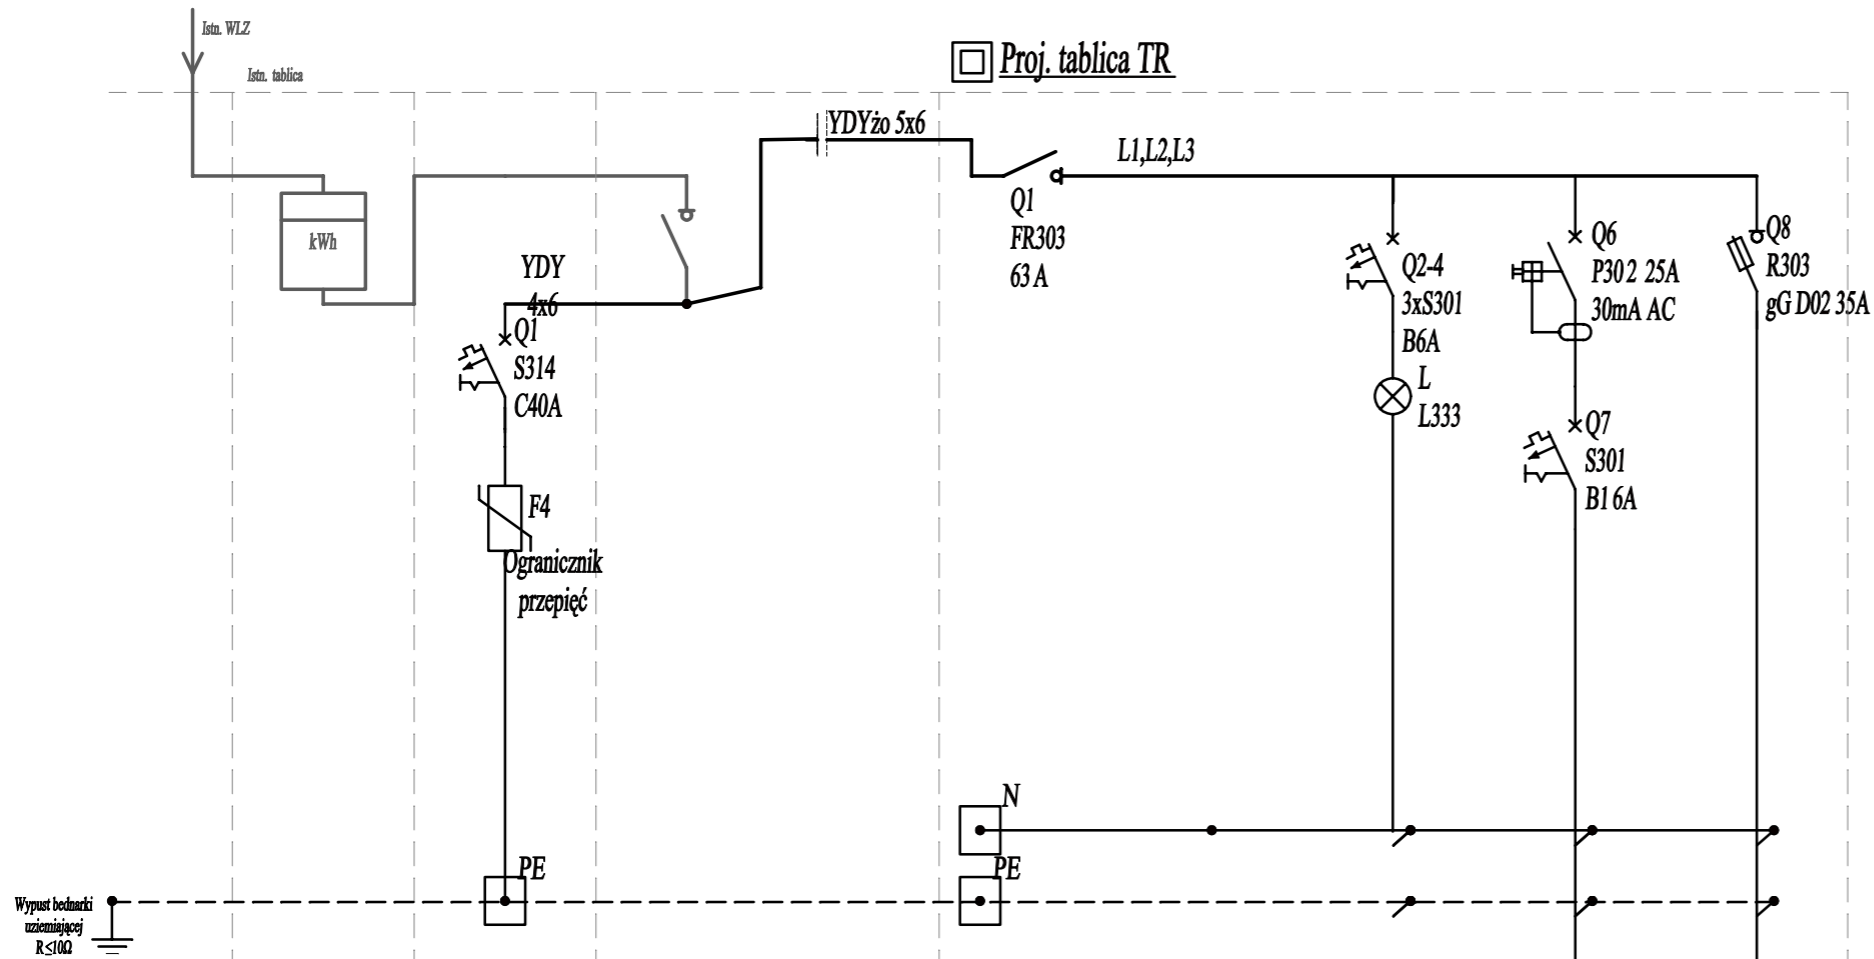 Istn. WLZ
Istn. tablica
Proj. tablica TR
YDYżo 5x6
L1,L2,L3
kWh
YDY
4x6
Q1
S314
C40A
F4
Ogranicznik
przepięć
Q1
FR303
63 A
Q2-4
3xS301
B6A
L
L333
Q6
P302 25A
30mA AC
Q7
S301
B16A
Q8
R303
gG D02 35A
N
PE
PE
Wypust bednarki
uziemiającej
R≤10Ω